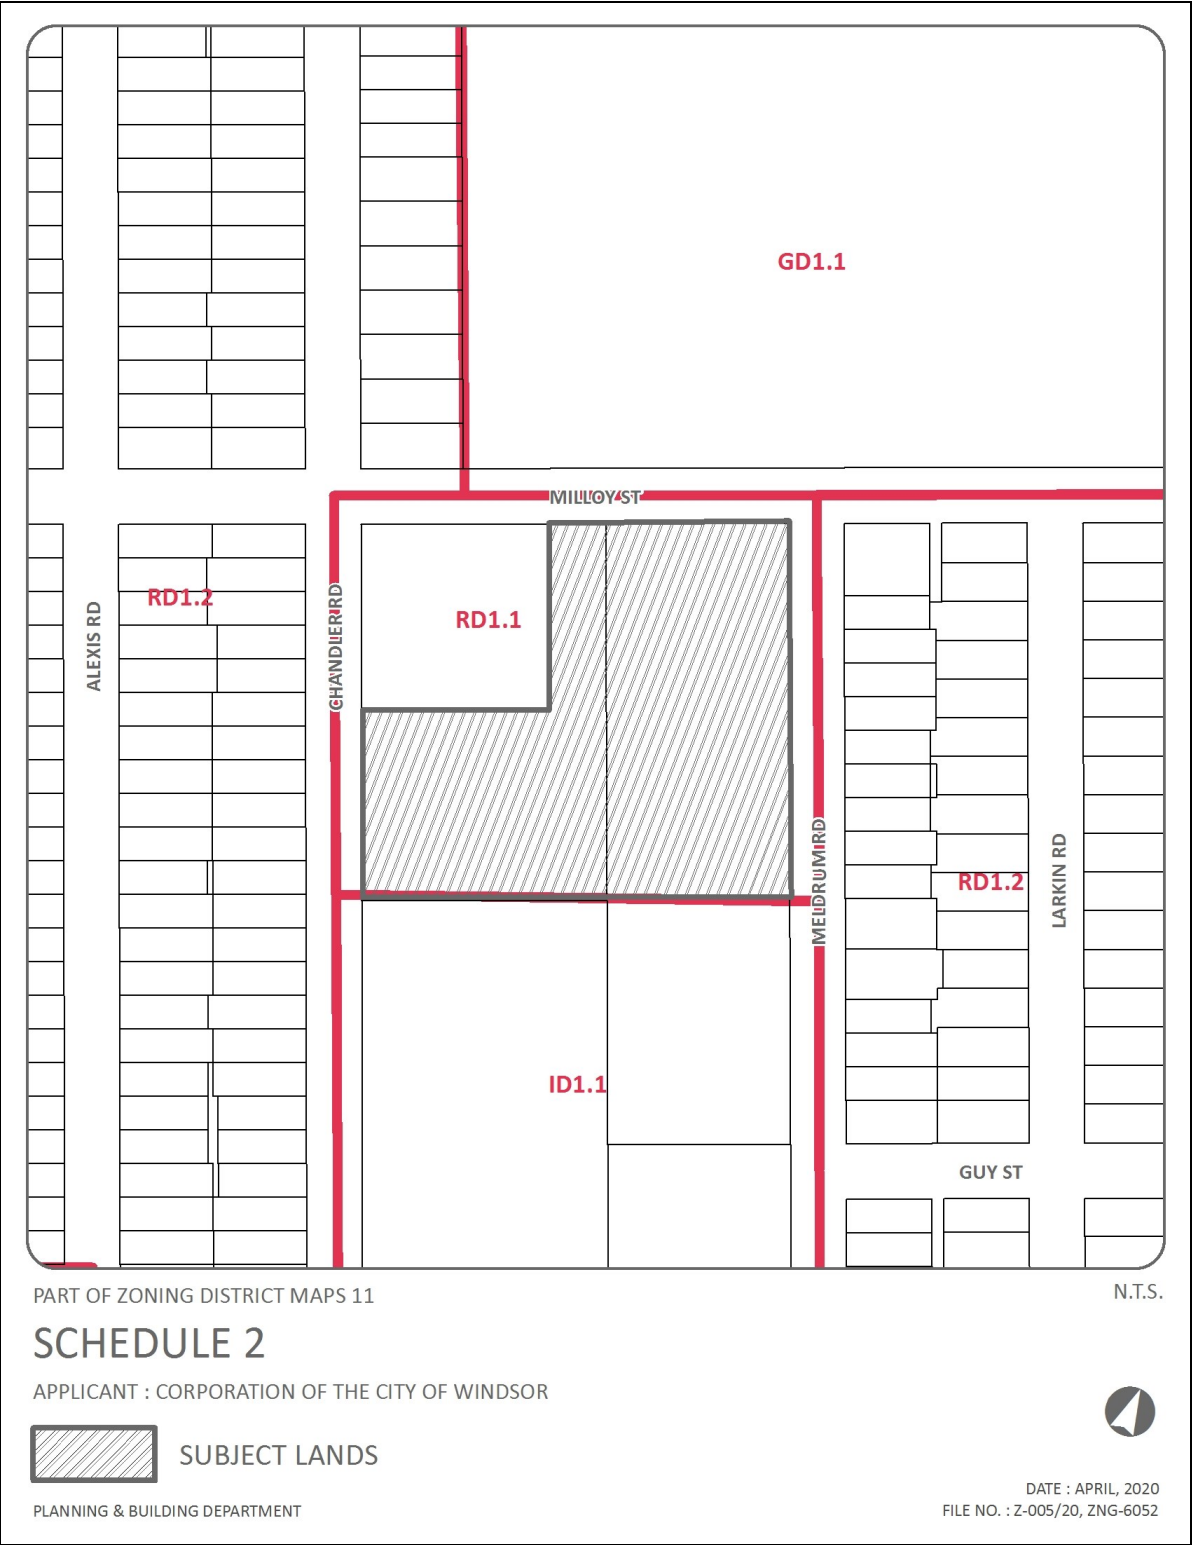 GD1.1
MILLOY ST
RD1.2
ALEXIS RD
CHANDLER RD
RD1.1
MELDRUM RD
RD1.2
LARKIN RD
ID1.1
GUY ST
PART OF ZONING DISTRICT MAPS 11
N.T.S.
SCHEDULE 2
APPLICANT : CORPORATION OF THE CITY OF WINDSOR
SUBJECT LANDS
PLANNING & BUILDING DEPARTMENT
DATE : APRIL, 2020
FILE NO. : Z-005/20, ZNG-6052